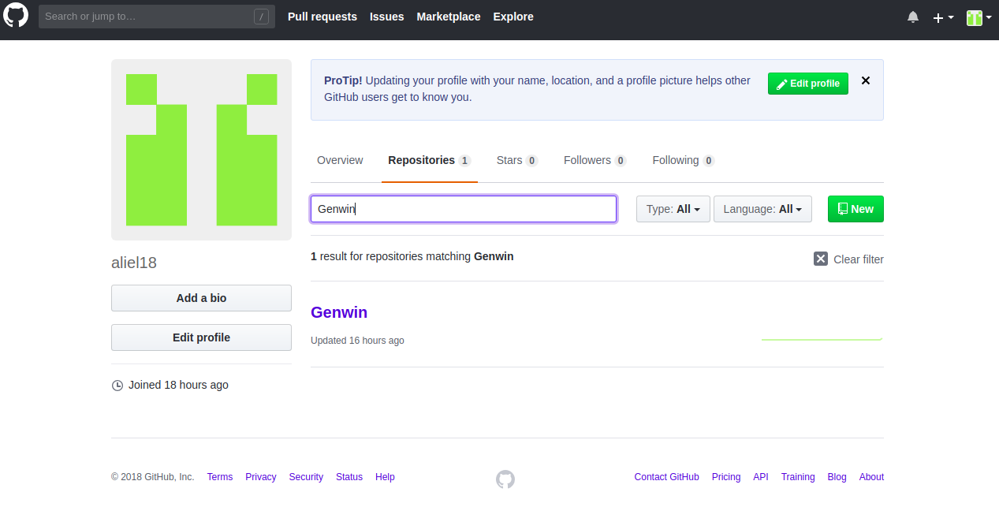 Search or jump to… /
Pull requests Issues Marketplace Explore
ProTip! Updating your profile with your name, location, and a profile picture helps other
GitHub users get to know you.
Edit profile
Overview Repositories 1 Stars 0 Followers 0 Following 0
Genwin
Type: All Language: All New
1 result for repositories matching Genwin
Clear filter
Genwin
Updated 16 hours ago
aliel18
Add a bio
Edit profile
Joined 18 hours ago
© 2018 GitHub, Inc. Terms Privacy Security Status Help
Contact GitHub Pricing API Training Blog About